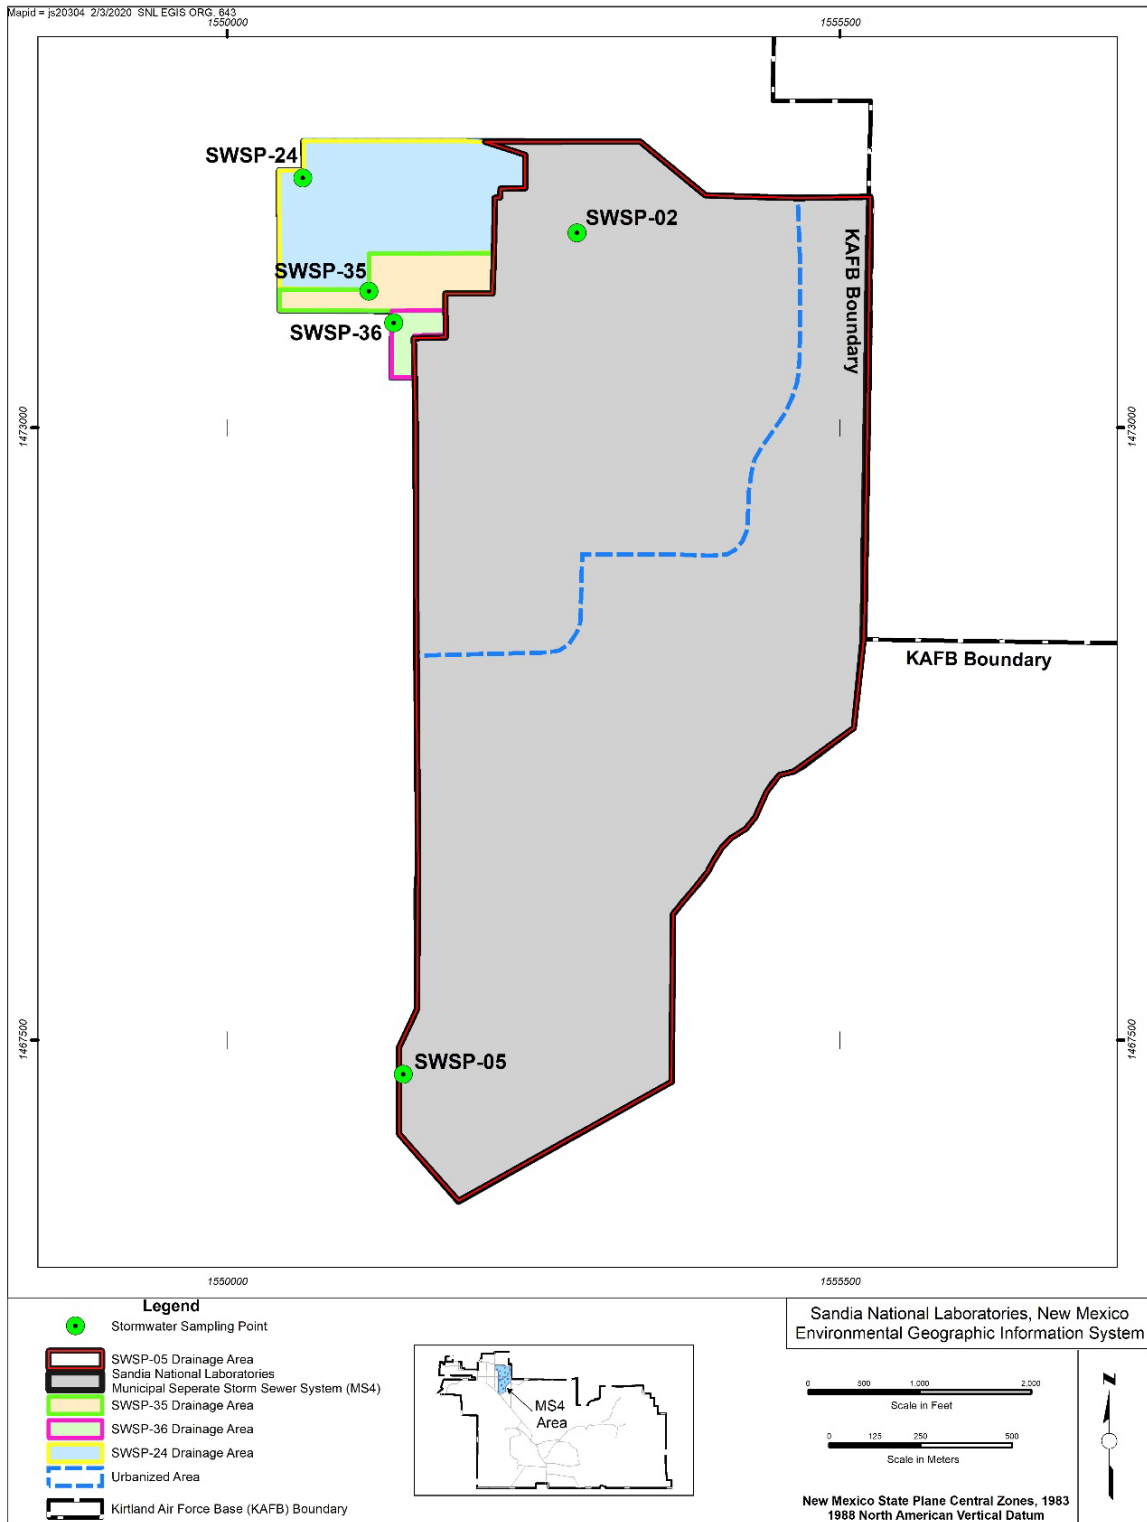 Mapid = js20304 2/3/2020 SNL EGIS ORG. 643
1550000
1555500
SWSP-24
SWSP-02
KAFB Boundary
SWSP-35
SWSP-36
1473000
1473000
KAFB Boundary
1467500
1467500
SWSP-05
1550000
1555500
Legend
Stormwater Sampling Point
SWSP-05 Drainage Area
Sandia National Laboratories
Municipal Seperate Storm Sewer System (MS4)
SWSP-35 Drainage Area
SWSP-36 Drainage Area
SWSP-24 Drainage Area
Urbanized Area
Kirtland Air Force Base (KAFB) Boundary
MS4
Area
Sandia National Laboratories, New Mexico
Environmental Geographic Information System
0 500 1,000 2,000
Scale in Feet
0 125 250 500
Scale in Meters
N
New Mexico State Plane Central Zones, 1983
1988 North American Vertical Datum